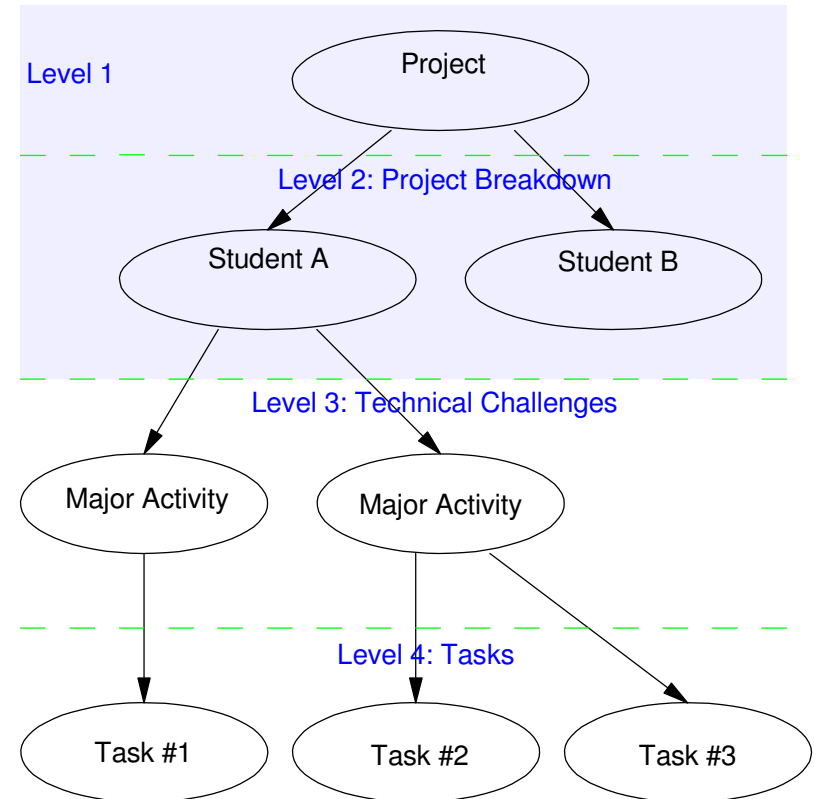 Project
Level 1
Level 2: Project Breakdown
Student A
Student B
Level 3: Technical Challenges
Major Activity
Major Activity
Level 4: Tasks
Task #1
Task #2
Task #3